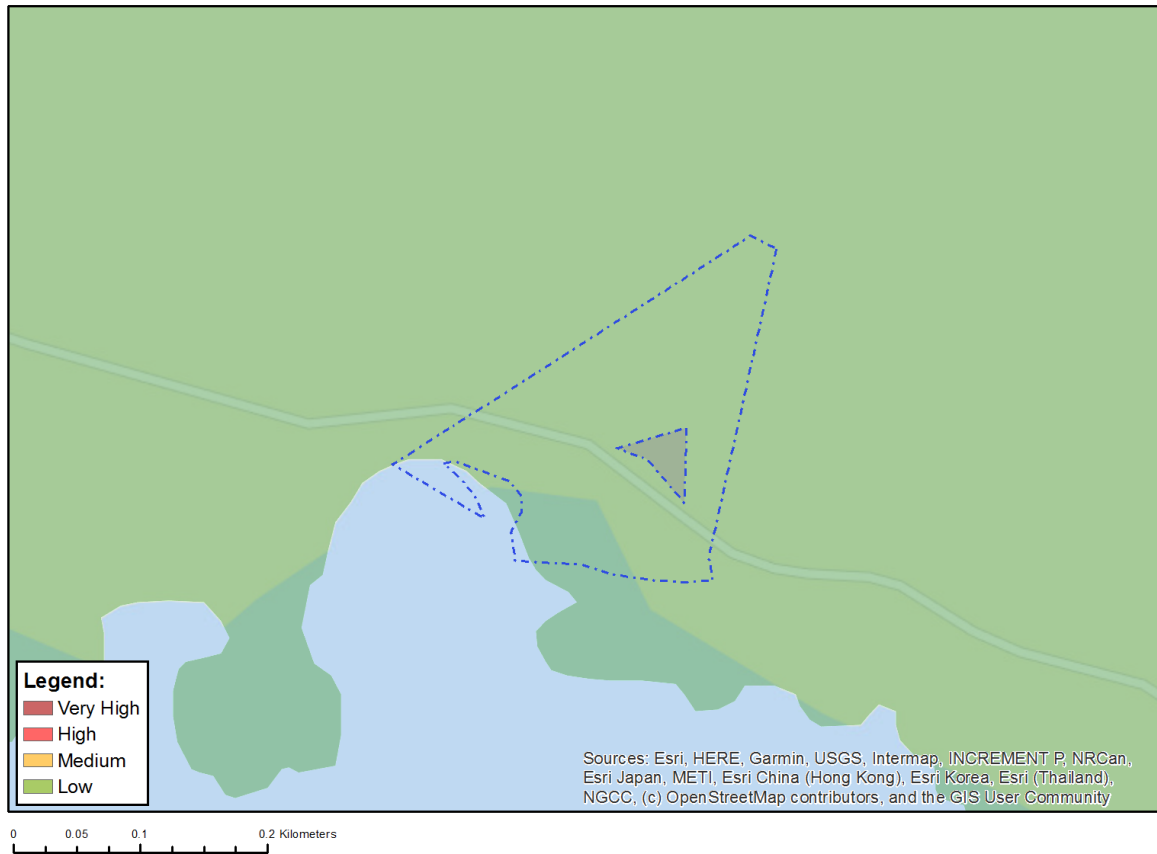 Legend:
Very High
High
Medium
Low
Sources: Esri, HERE, Garmin, USGS, Intermap, INCREMENT P, NRCan,
Esri Japan, METI, Esri China (Hong Kong), Esri Korea, Esri (Thailand),
NGCC, (c) OpenStreetMap contributors, and the GIS User Community
0 0.05 0.1 0.2 Kilometers